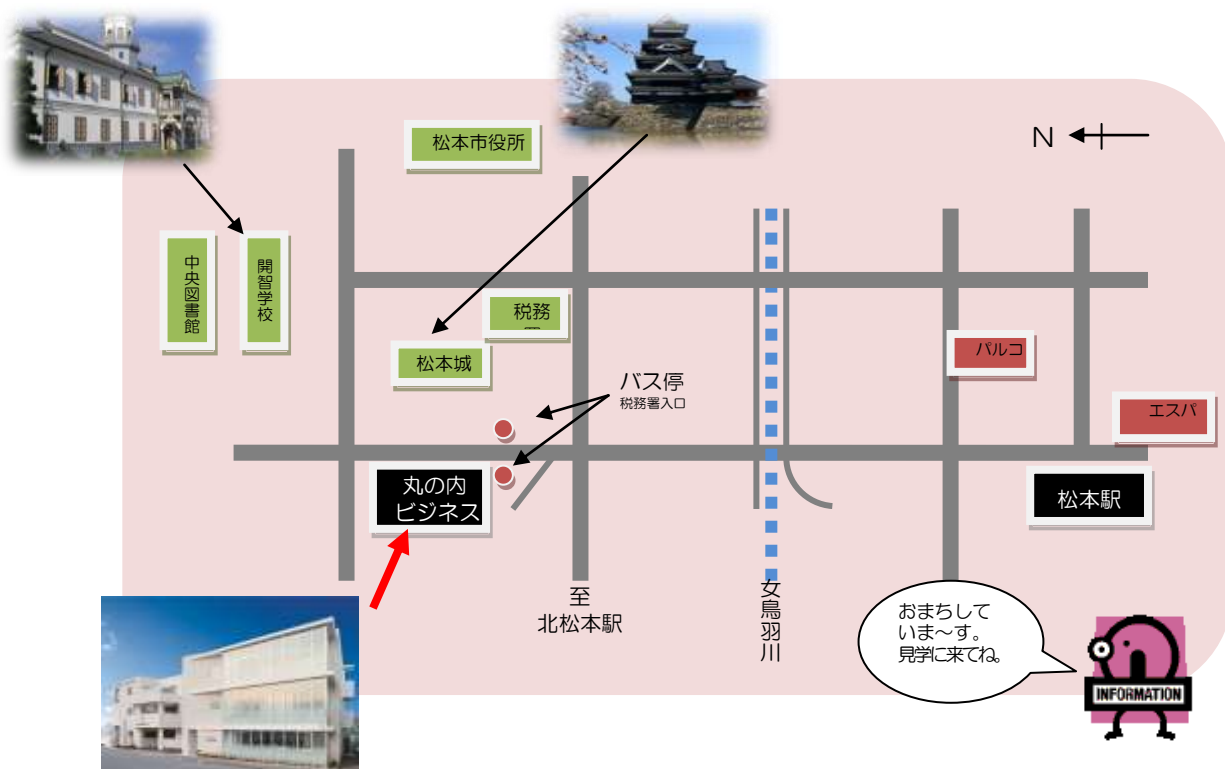 松本市役所
N
中央図書館
開智学校
税務
松本城
バス停
税務署入口
パルコ
エスパ
丸の内
ビジネス
松本駅
至
北松本駅
女鳥羽川
おまちして
いま～す。
見学に来てね。
INFORMATION